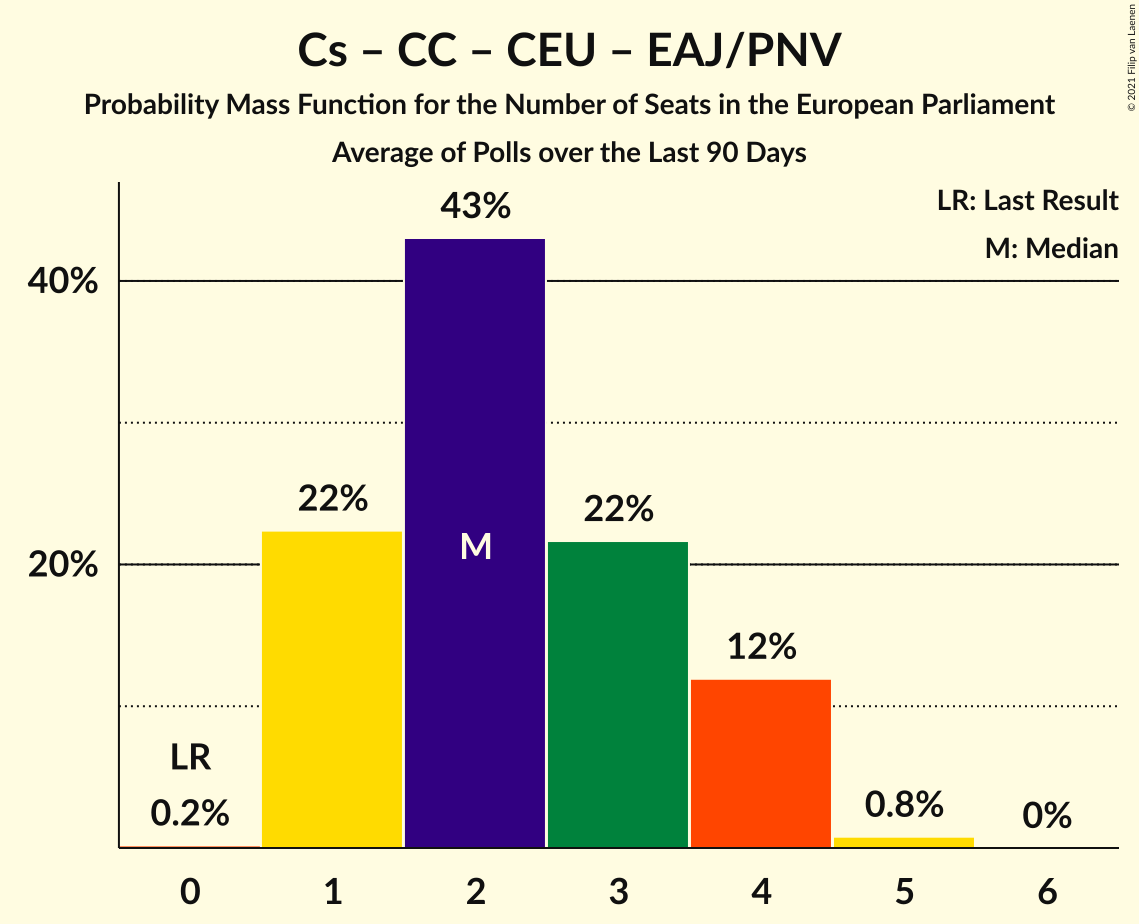 Cs – CC – CEU – EAJ/PNV
Probability Mass Function for the Number of Seats in the European Parliament
Average of Polls over the Last 90 Days
© 2021 Filip van Laenen
LR: Last Result
M: Median
43%
40%
22%
22%
M
20%
12%
LR
0.2%
0.8%
0%
0 1 2 3 4 5 6